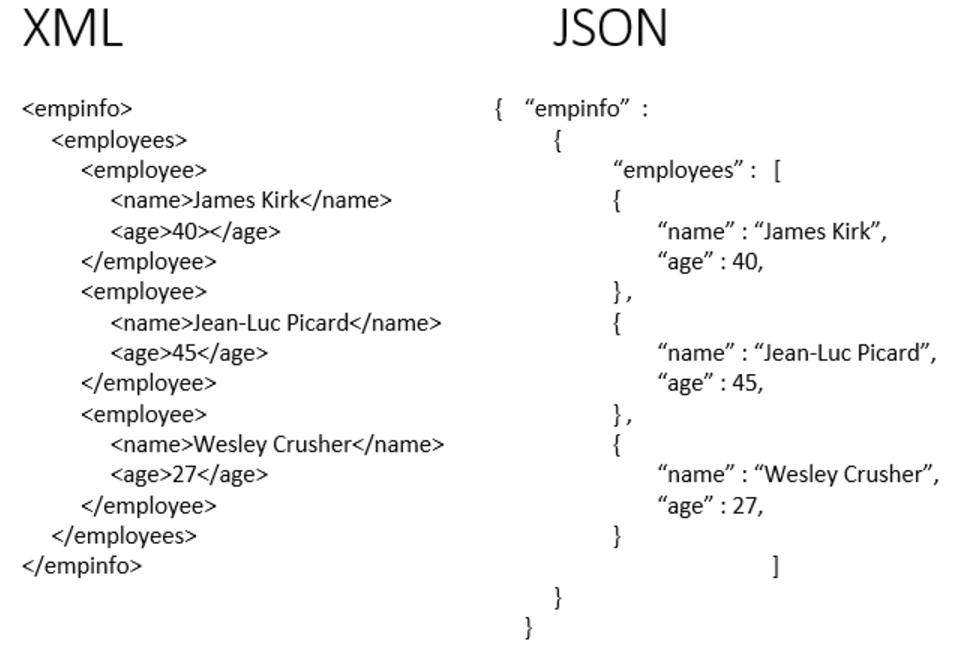 XML
<empinfo>
<employees>
<employee>
<name>James Kirk</name>
<age>40></age>
</employee>
<employee>
<name>Jean-Luc Picard</name>
<age>45</age>
</employee>
<employee>
<name>Wesley Crusher</name>
<age>27</age>
</employee>
</employees>
</empinfo>
JSON
{ “empinfo” :
{
“employees” : [
{
“name” : “James Kirk”,
“age” : 40,
} ,
{
“name” : “Jean-Luc Picard”,
“age” : 45,
} ,
{
“name” : “Wesley Crusher”,
“age” : 27,
}
]
}
}